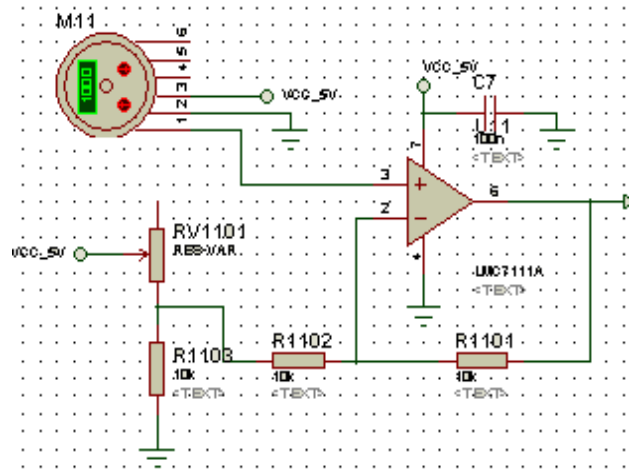 M11
6
5
4
3
2
1
1000
VCC_5V
VCC_5V
C7
100n
<TEXT>
7
3
2
6
4
LMC7111A
<TEXT>
RV1101
RES-VAR
VCC_5V
R1103
10k
<TEXT>
R1102
10k
<TEXT>
R1101
10k
<TEXT>